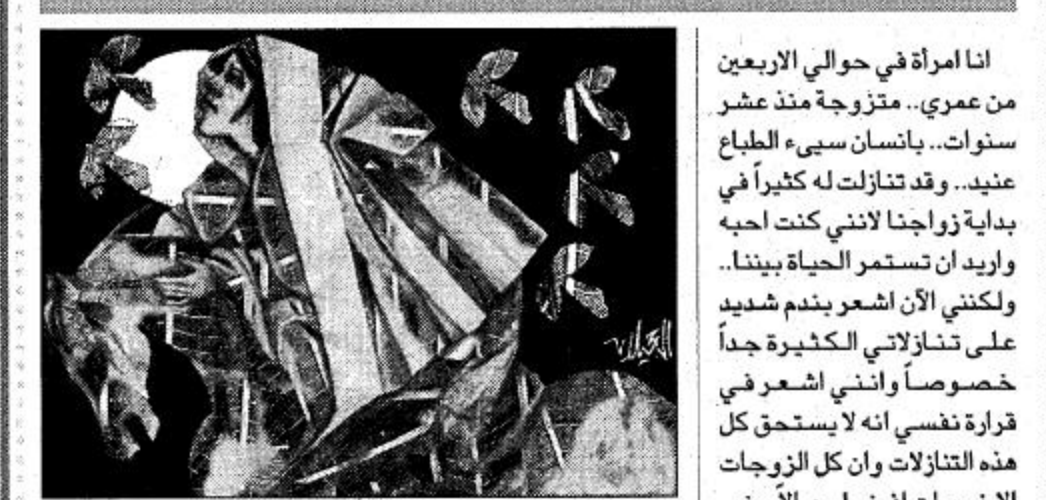 انا امرأة في حوالي الاربعين
من عمري.. متزوجة منذ عشر
سنوات.. بانسان سييء الطباع
عنيد.. وقد تنازلت له كثيراً في
بداية زواجنا لانني كنت احبه
واريد ان تستمر الحياة بيننا..
ولكنني الآن اشعر بندم شديد
على تنازلاتي الكثيرة جداً
خصوصاً وانني اشعر في
قرارة نفسي انه لا يستحق كل
هذه التنازلات وان كل الزوجات